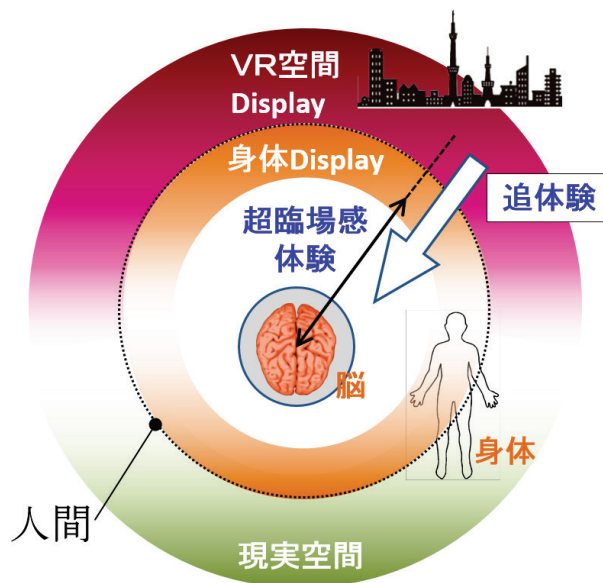 VR空間
Display
身体Display
追体験
超臨場感
体験
脳
身体
人間
現実空間